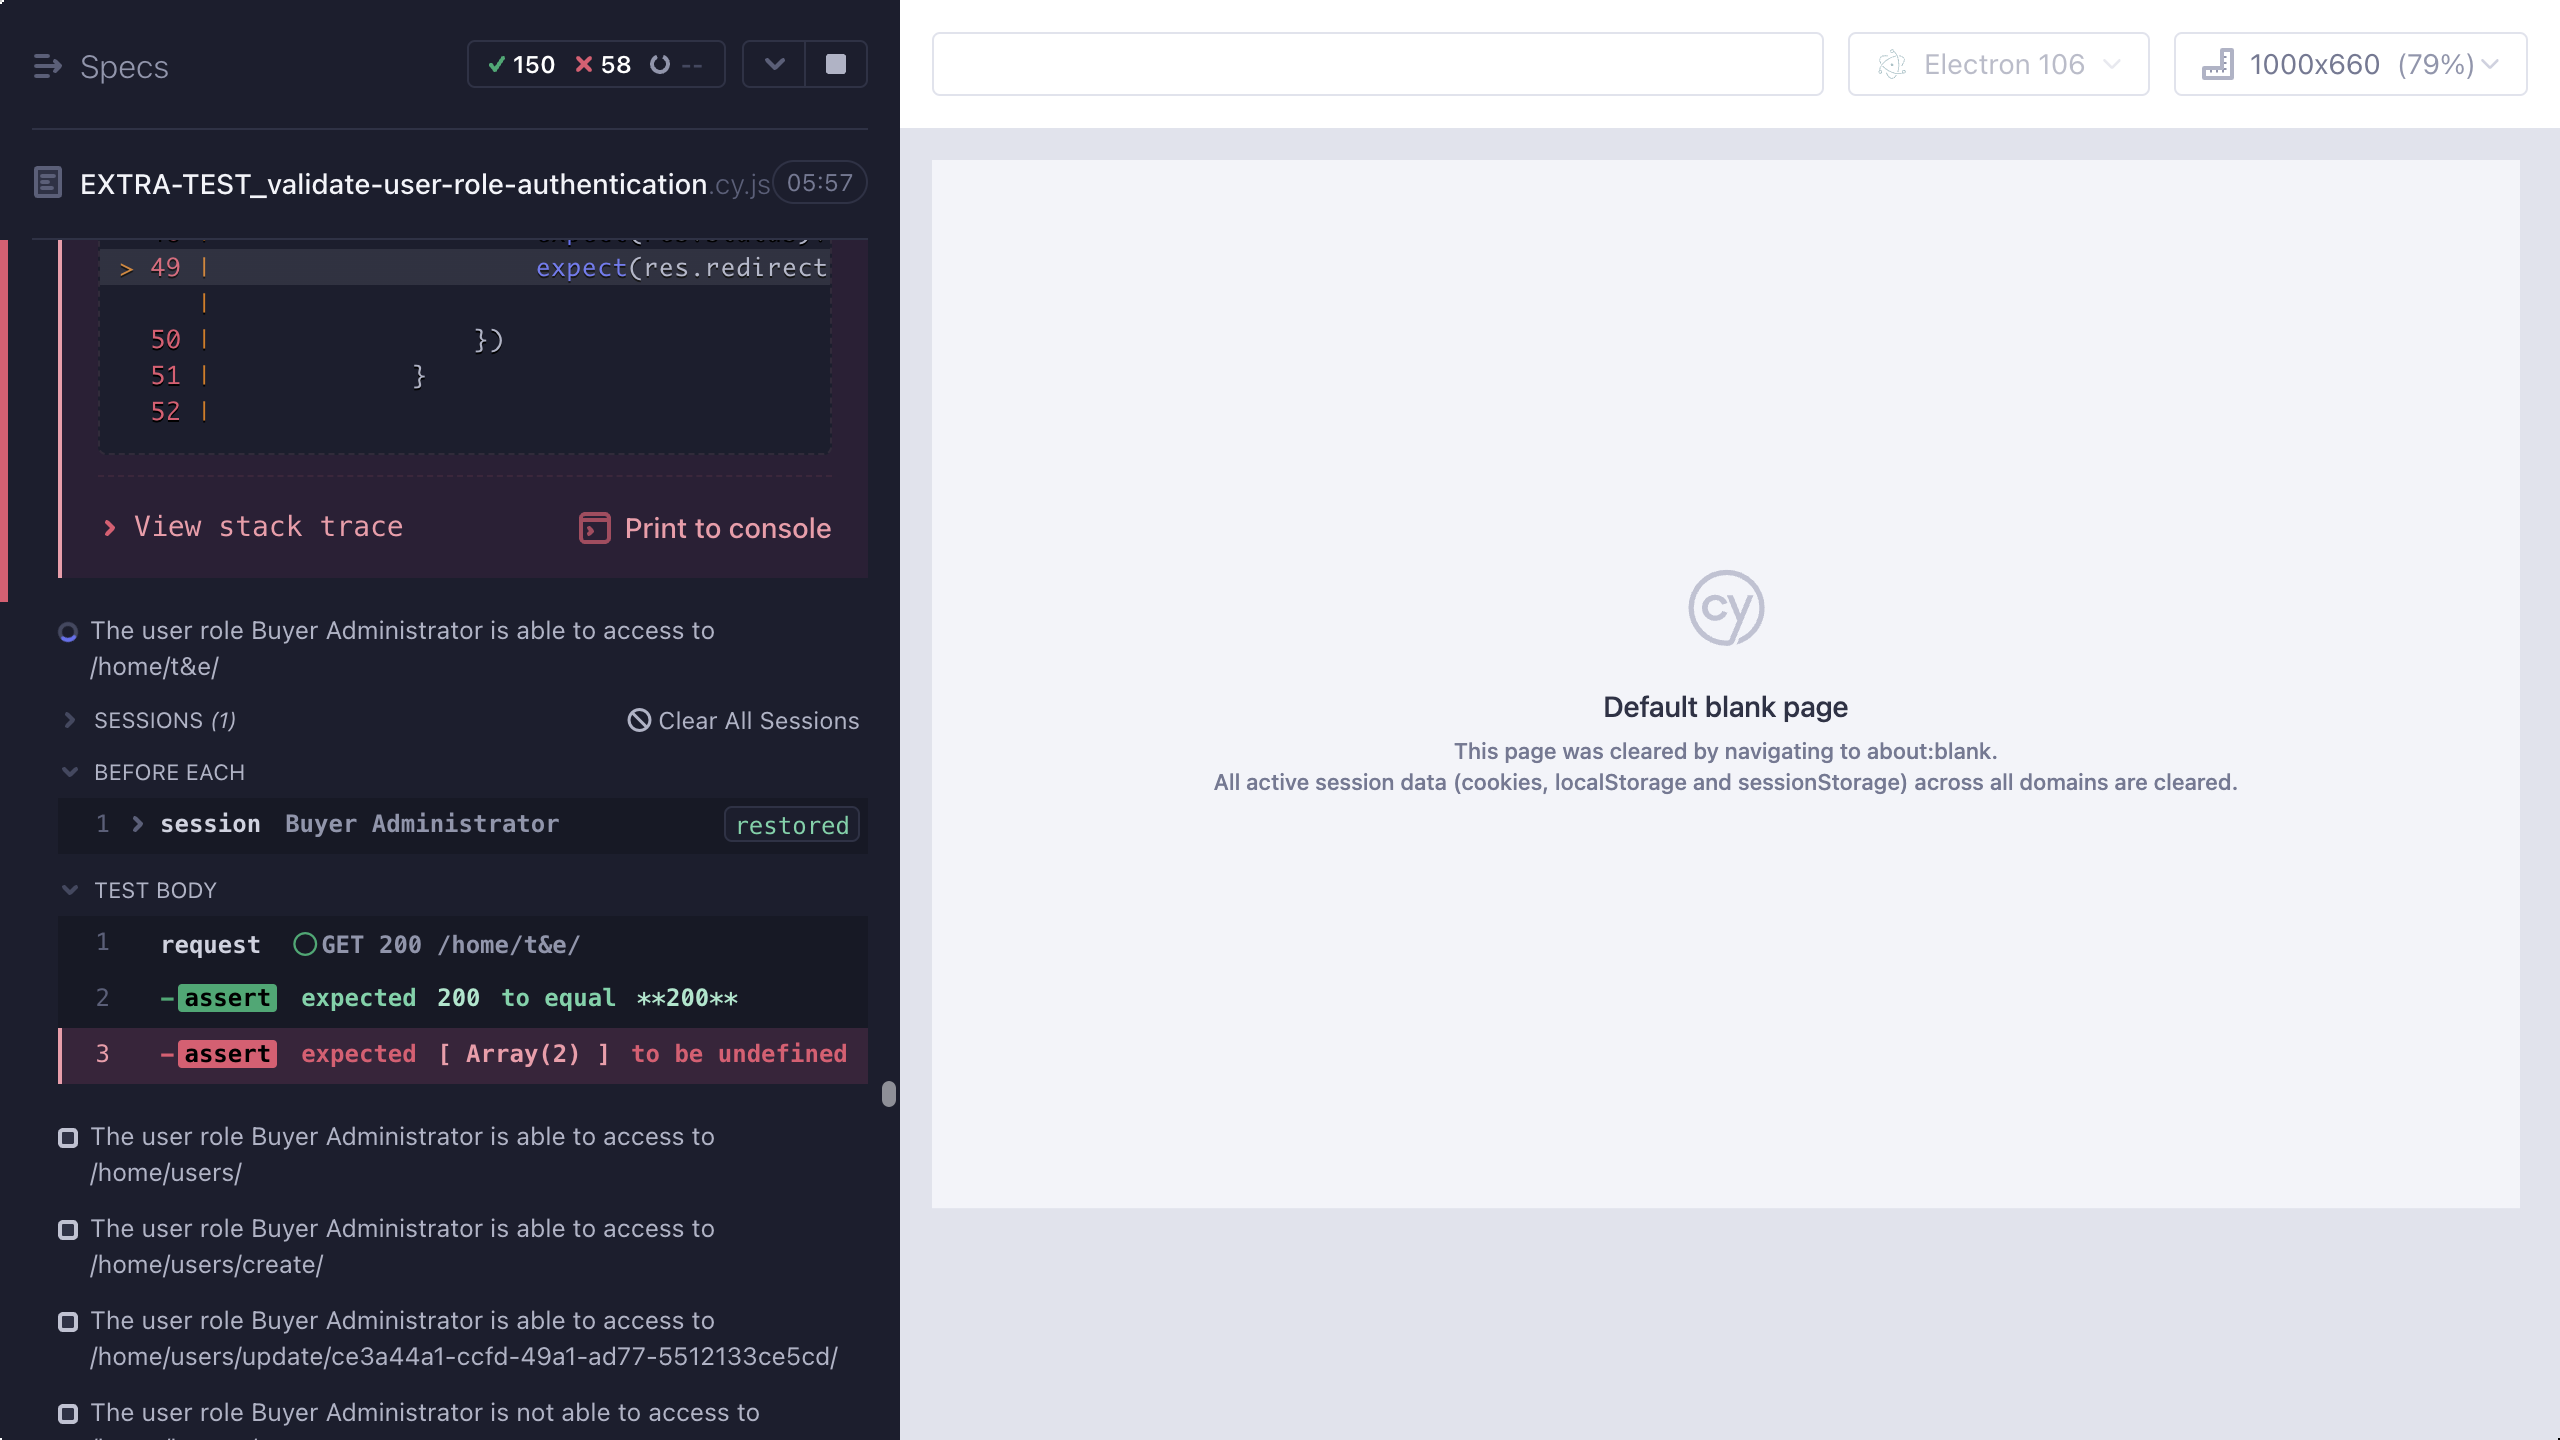 Specs
150 58 --
Electron 106
1000x660 (79%)
EXTRA-TEST_validate-user-role-authentication.cy.js 05:57
> 49 | expect(res.redirect
|
50 | })
51 | }
52 |
View stack trace
Print to console
The user role Buyer Administrator is able to access to
/home/t&e/
SESSIONS (1)
Clear All Sessions
BEFORE EACH
1 session Buyer Administrator restored
TEST BODY
1 request GET 200 /home/t&e/
2 -assert expected 200 to equal **200**
3 -assert expected [ Array(2) ] to be undefined
The user role Buyer Administrator is able to access to
/home/users/
The user role Buyer Administrator is able to access to
/home/users/create/
The user role Buyer Administrator is able to access to
/home/users/update/ce3a44a1-ccfd-49a1-ad77-5512133ce5cd/
The user role Buyer Administrator is not able to access to
cy
Default blank page
This page was cleared by navigating to about:blank.
All active session data (cookies, localStorage and sessionStorage) across all domains are cleared.